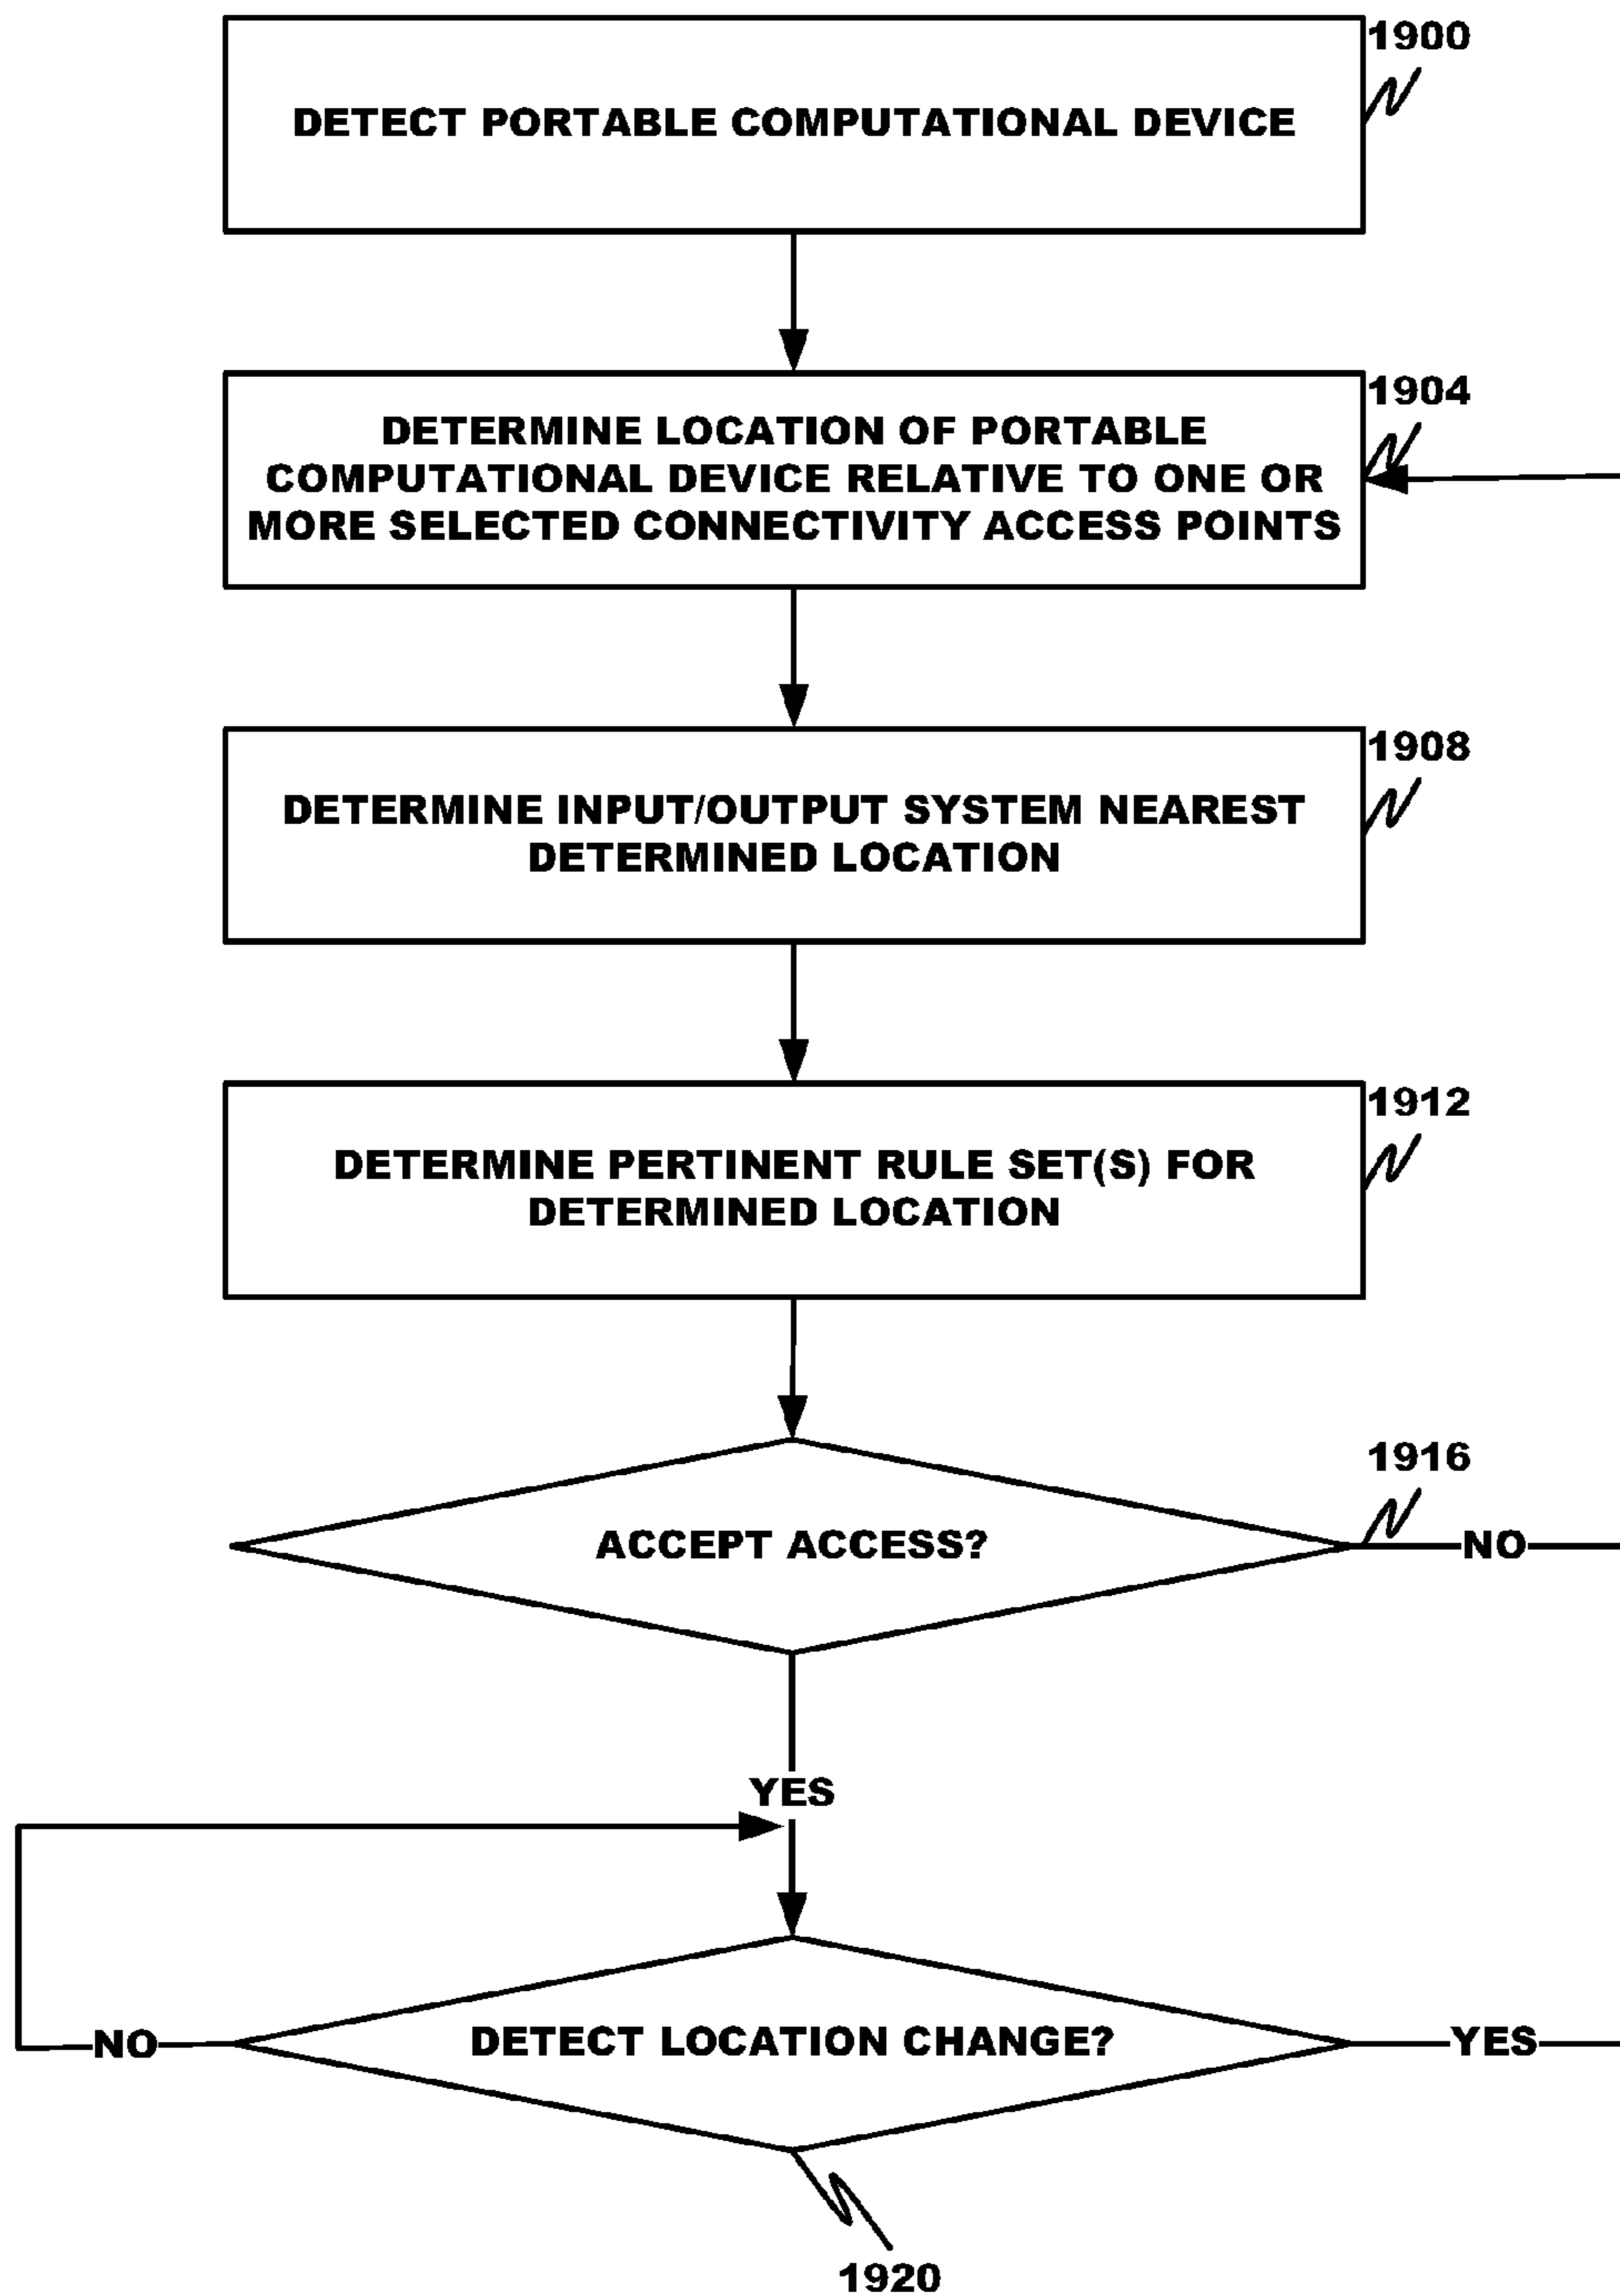 1900
DETECT PORTABLE COMPUTATIONAL DEVICE
1904
DETERMINE LOCATION OF PORTABLE
COMPUTATIONAL DEVICE RELATIVE TO ONE OR
MORE SELECTED CONNECTIVITY ACCESS POINTS
1908
DETERMINE INPUT/OUTPUT SYSTEM NEAREST
DETERMINED LOCATION
1912
DETERMINE PERTINENT RULE SET(S) FOR
DETERMINED LOCATION
1916
ACCEPT ACCESS?
NO
YES
NO
DETECT LOCATION CHANGE?
YES
1920